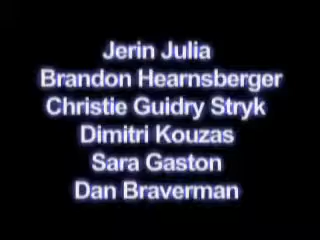 Jerin Julia
Brandon Hearnsberger
Christie Guidry Stryk
Dimitri Kouzas
Sara Gaston
Dan Braverman